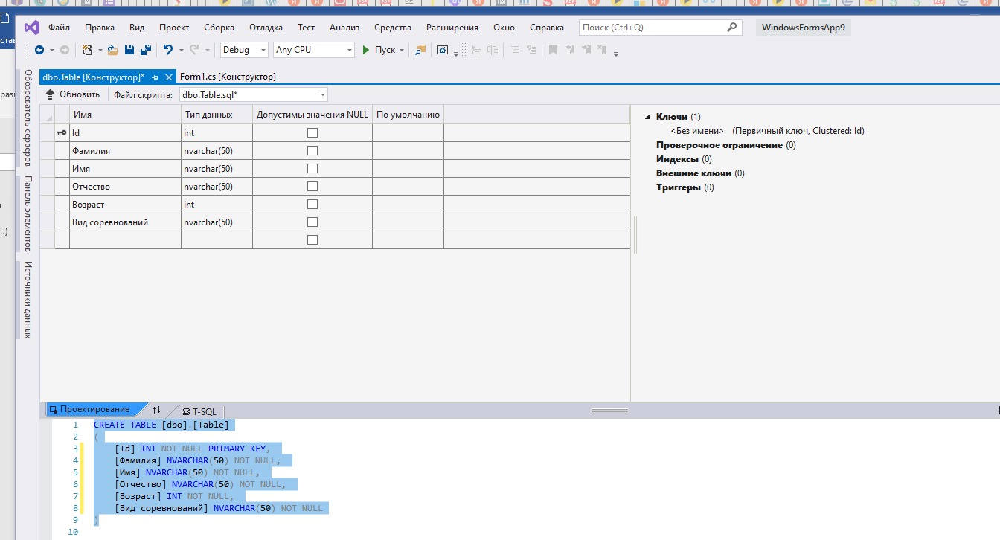 Файл Правка Вид Проект Сборка Отладка Тест Анализ Средства Расширения Окно Справка Поиск (Ctrl+Q) WindowsFormsApp9
Debug Any CPU Пуск
Обозреватель серверов
Панель элементов
Источники данных
dbo.Table [Конструктор]* Form1.cs [Конструктор]
Обновить Файл скрипта: dbo.Table.sql*
Имя Тип данных Допустимы значения NULL По умолчанию
Id int
Фамилия nvarchar(50)
Имя nvarchar(50)
Отчество nvarchar(50)
Возраст int
Вид соревнований nvarchar(50)
Ключи (1)
<Без имени> (Первичный ключ, Clustered: Id)
Проверочное ограничение (0)
Индексы (0)
Внешние ключи (0)
Триггеры (0)
Проектирование T-SQL
1 CREATE TABLE [dbo].[Table]
2 (
3 [Id] INT NOT NULL PRIMARY KEY,
4 [Фамилия] NVARCHAR(50) NOT NULL,
5 [Имя] NVARCHAR(50) NOT NULL,
6 [Отчество] NVARCHAR(50) NOT NULL,
7 [Возраст] INT NOT NULL,
8 [Вид соревнований] NVARCHAR(50) NOT NULL
9 )
10